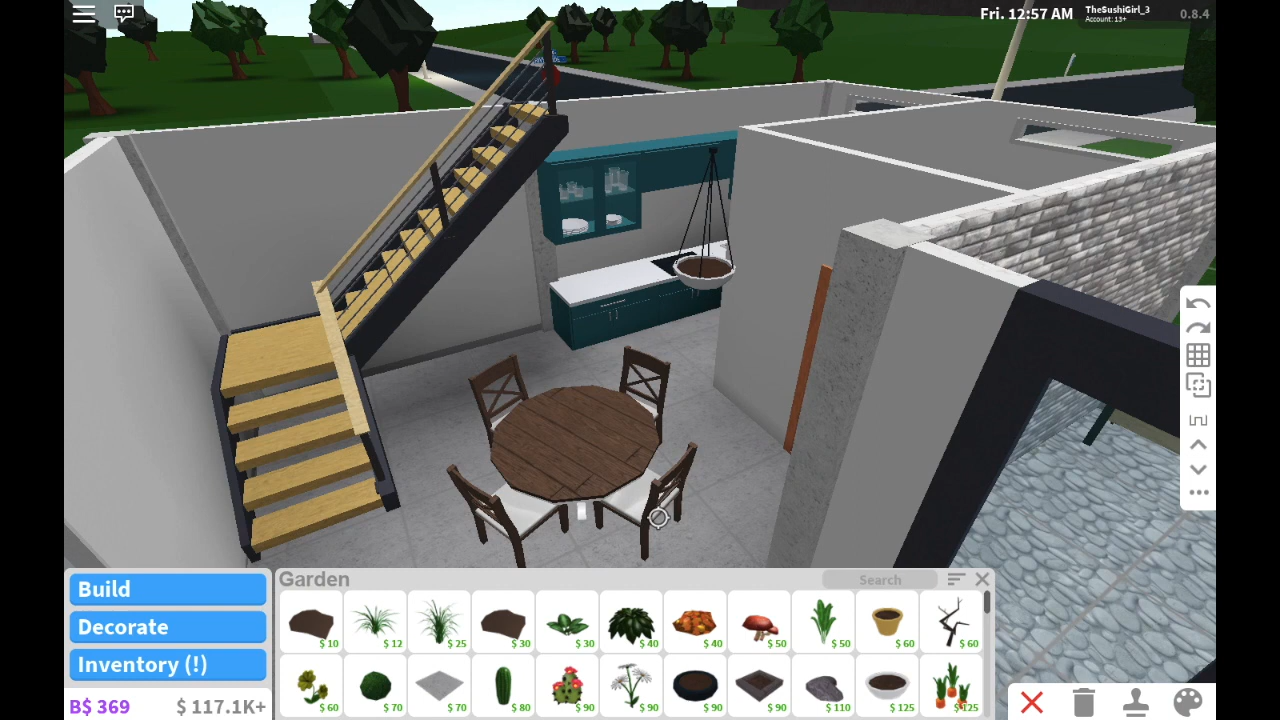 Fri. 12:57 AM
TheSushiGirl_3
Account: 13+
0.8.4
Build
Decorate
Inventory (!)
B$ 369
$ 117.1K+
Garden
Search
$ 10
$ 12
$ 25
$ 30
$ 30
$ 40
$ 40
$ 50
$ 50
$ 60
$ 60
$ 60
$ 70
$ 70
$ 80
$ 90
$ 90
$ 90
$ 90
$ 110
$ 125
$ 125